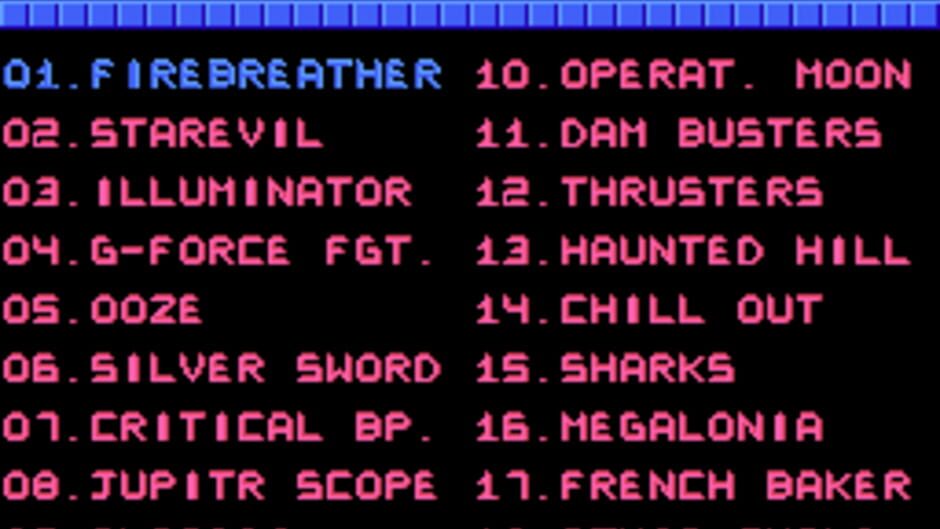 01.FIREBREATHER 10.OPERAT. MOON
02.STAREVIL 11.DAM BUSTERS
03.ILLUMINATOR 12.THRUSTERS
04.G-FORCE FGT. 13.HAUNTED HILL
05.OOZE 14.CHILL OUT
06.SILVER SWORD 15.SHARKS
07.CRITICAL BP. 16.MEGALONIA
08.JUPITR SCOPE 17.FRENCH BAKER